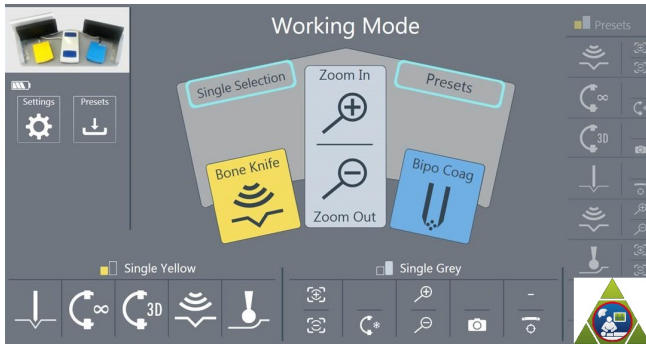 Working Mode
Presets
Settings
Presets
Single Selection
Zoom In
Presets
Bone Knife
Bipo Coag
Zoom Out
∞
3D
Single Yellow
Single Grey
∞
3D